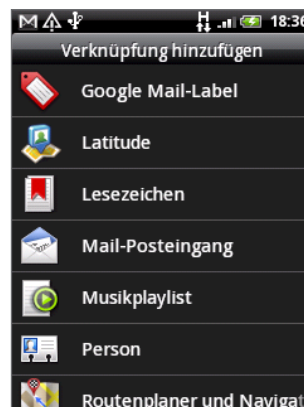 18:36
Verknüpfung hinzufügen
Google Mail-Label
Latitude
Lesezeichen
Mail-Posteingang
Musikplaylist
Person
Routenplaner und Navigat